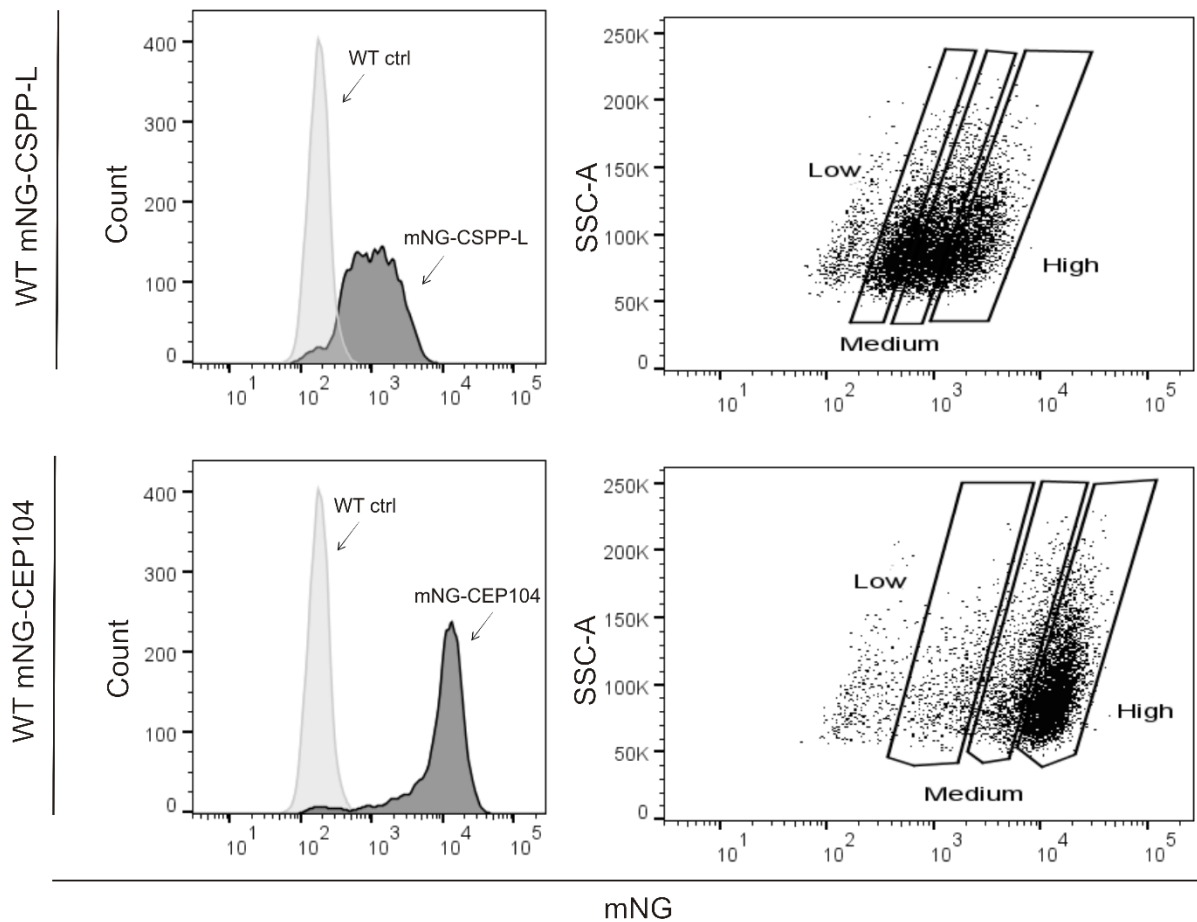 WT mNG-CSPP-L
Count
400
300
200
100
0
WT ctrl
mNG-CSPP-L
10^1 10^2 10^3 10^4 10^5
SSC-A
250K
200K
150K
100K
50K
0
Low
High
Medium
10^1 10^2 10^3 10^4 10^5
WT mNG-CEP104
Count
400
300
200
100
0
WT ctrl
mNG-CEP104
10^1 10^2 10^3 10^4 10^5
SSC-A
250K
200K
150K
100K
50K
0
Low
High
Medium
10^1 10^2 10^3 10^4 10^5
mNG